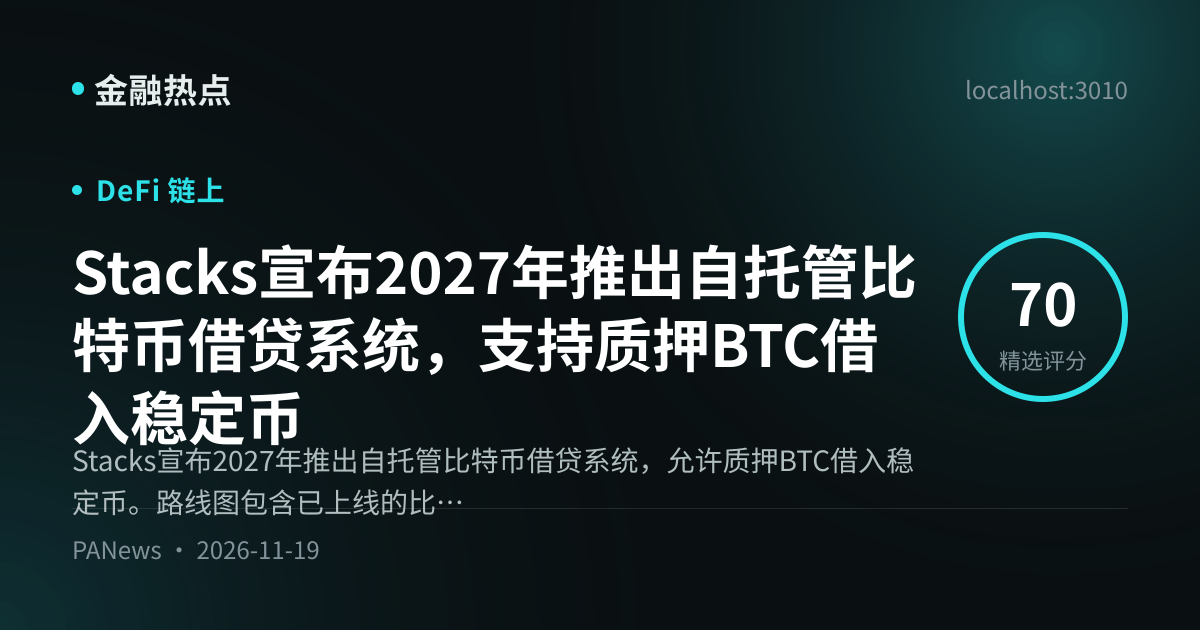 金融热点
localhost:3010
DeFi 链上
Stacks宣布2027年推出自托管比
特币借贷系统，支持质押BTC借
入稳定币
70
精选评分
Stacks宣布2027年推出自托管比特币借贷系统，允许质押BTC借入稳
定币。路线图包含已上线的比…
PANews • 2026-11-19